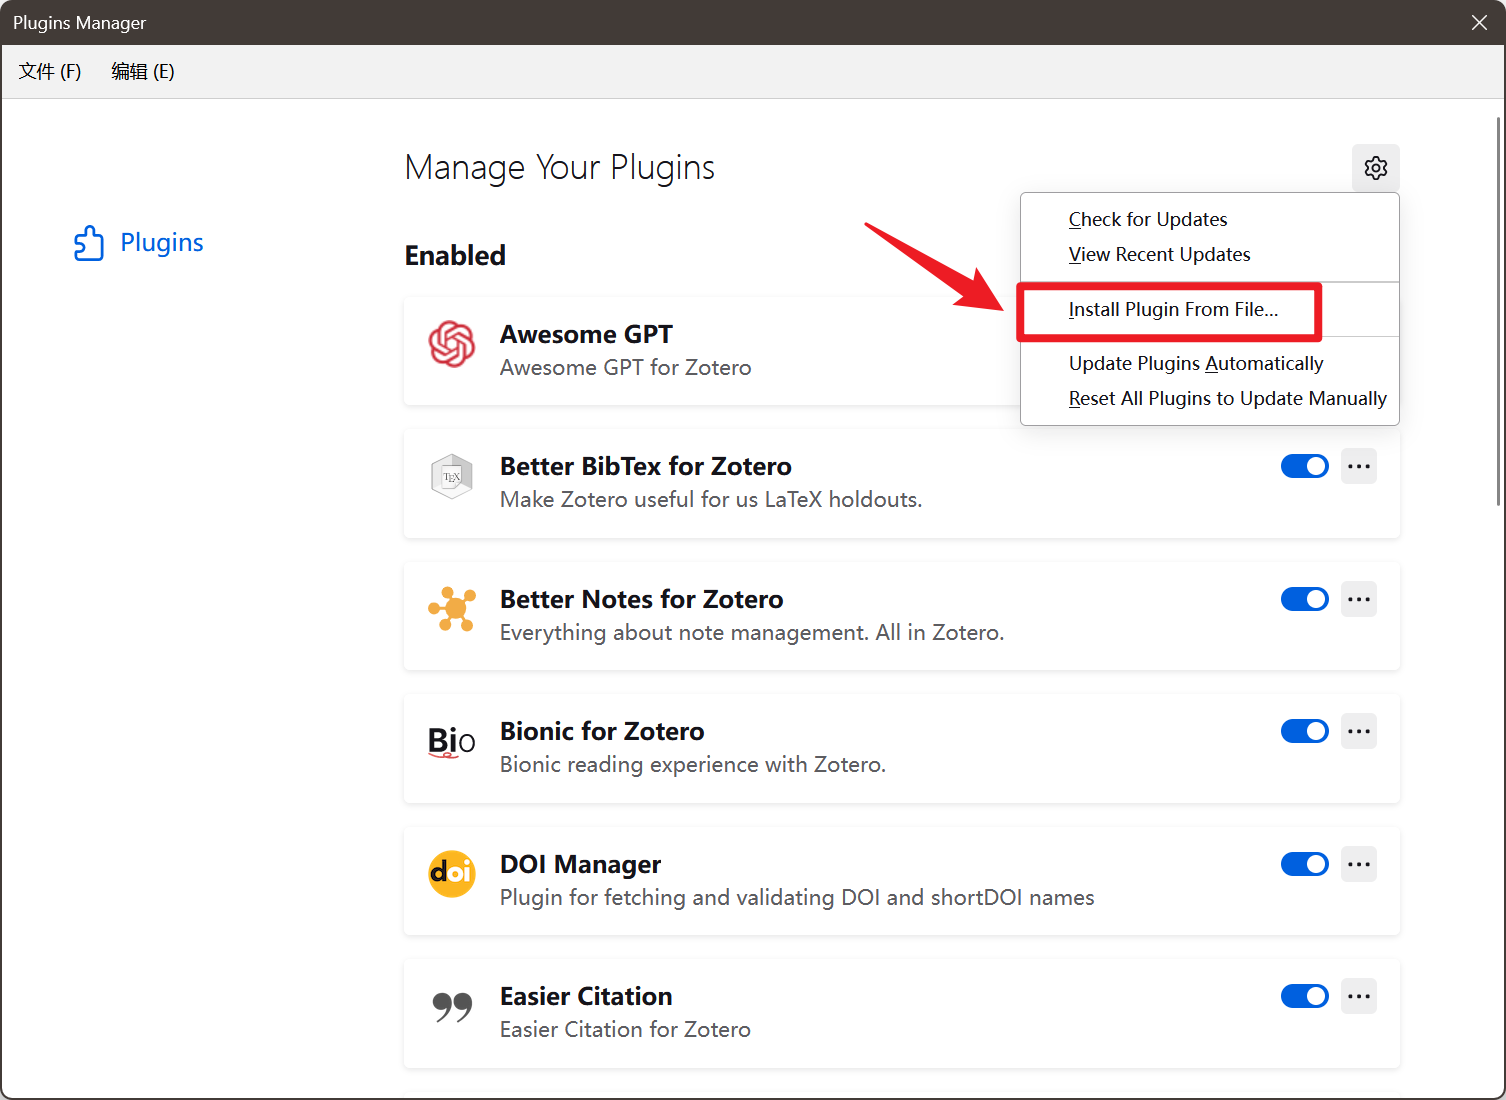 Plugins Manager
文件 (F) 编辑 (E)
Manage Your Plugins
Plugins
Check for Updates
View Recent Updates
Install Plugin From File...
Update Plugins Automatically
Reset All Plugins to Update Manually
Enabled
Awesome GPT
Awesome GPT for Zotero
TEX
Better BibTex for Zotero
Make Zotero useful for us LaTeX holdouts.
Better Notes for Zotero
Everything about note management. All in Zotero.
Bio
Bionic for Zotero
Bionic reading experience with Zotero.
doi
DOI Manager
Plugin for fetching and validating DOI and shortDOI names
Easier Citation
Easier Citation for Zotero